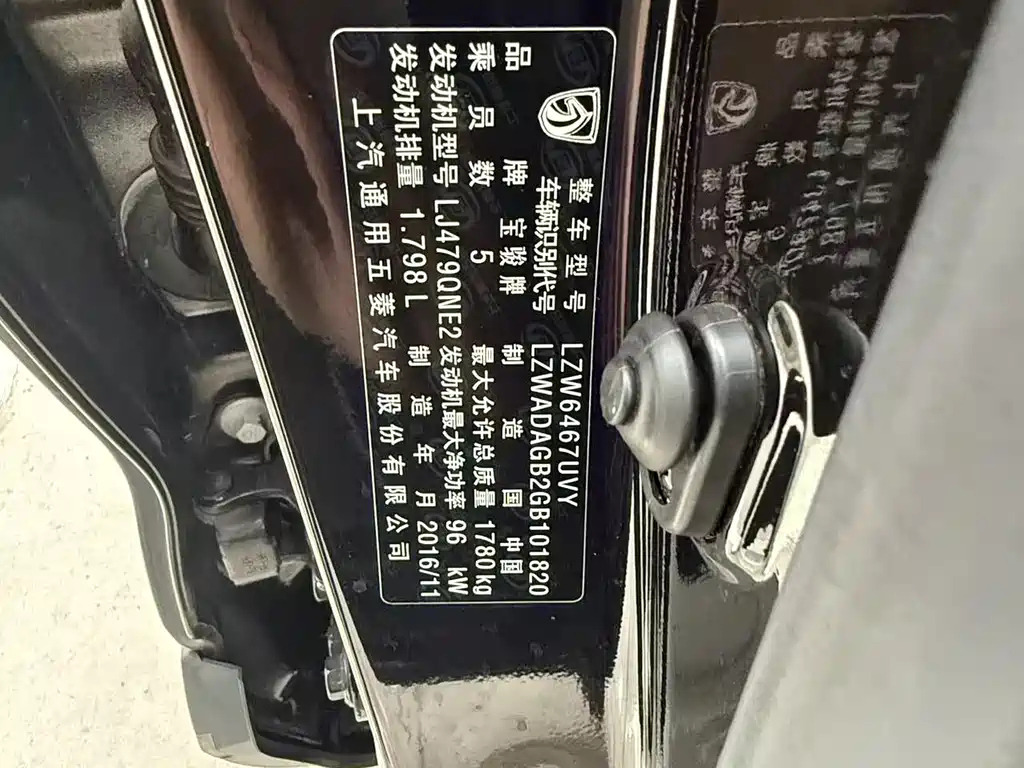 整车型号 LZW6467UVY
车辆识别代号 LZWADAGB2GB101820
品牌 宝骏牌 制造国 中国
乘员数 5 最大允许总质量 1780kg
发动机型号 LJ479QNE2 发动机最大净功率 96 kW
发动机排量 1.798L 制造年月 2016/11
上汽通用五菱汽车股份有限公司